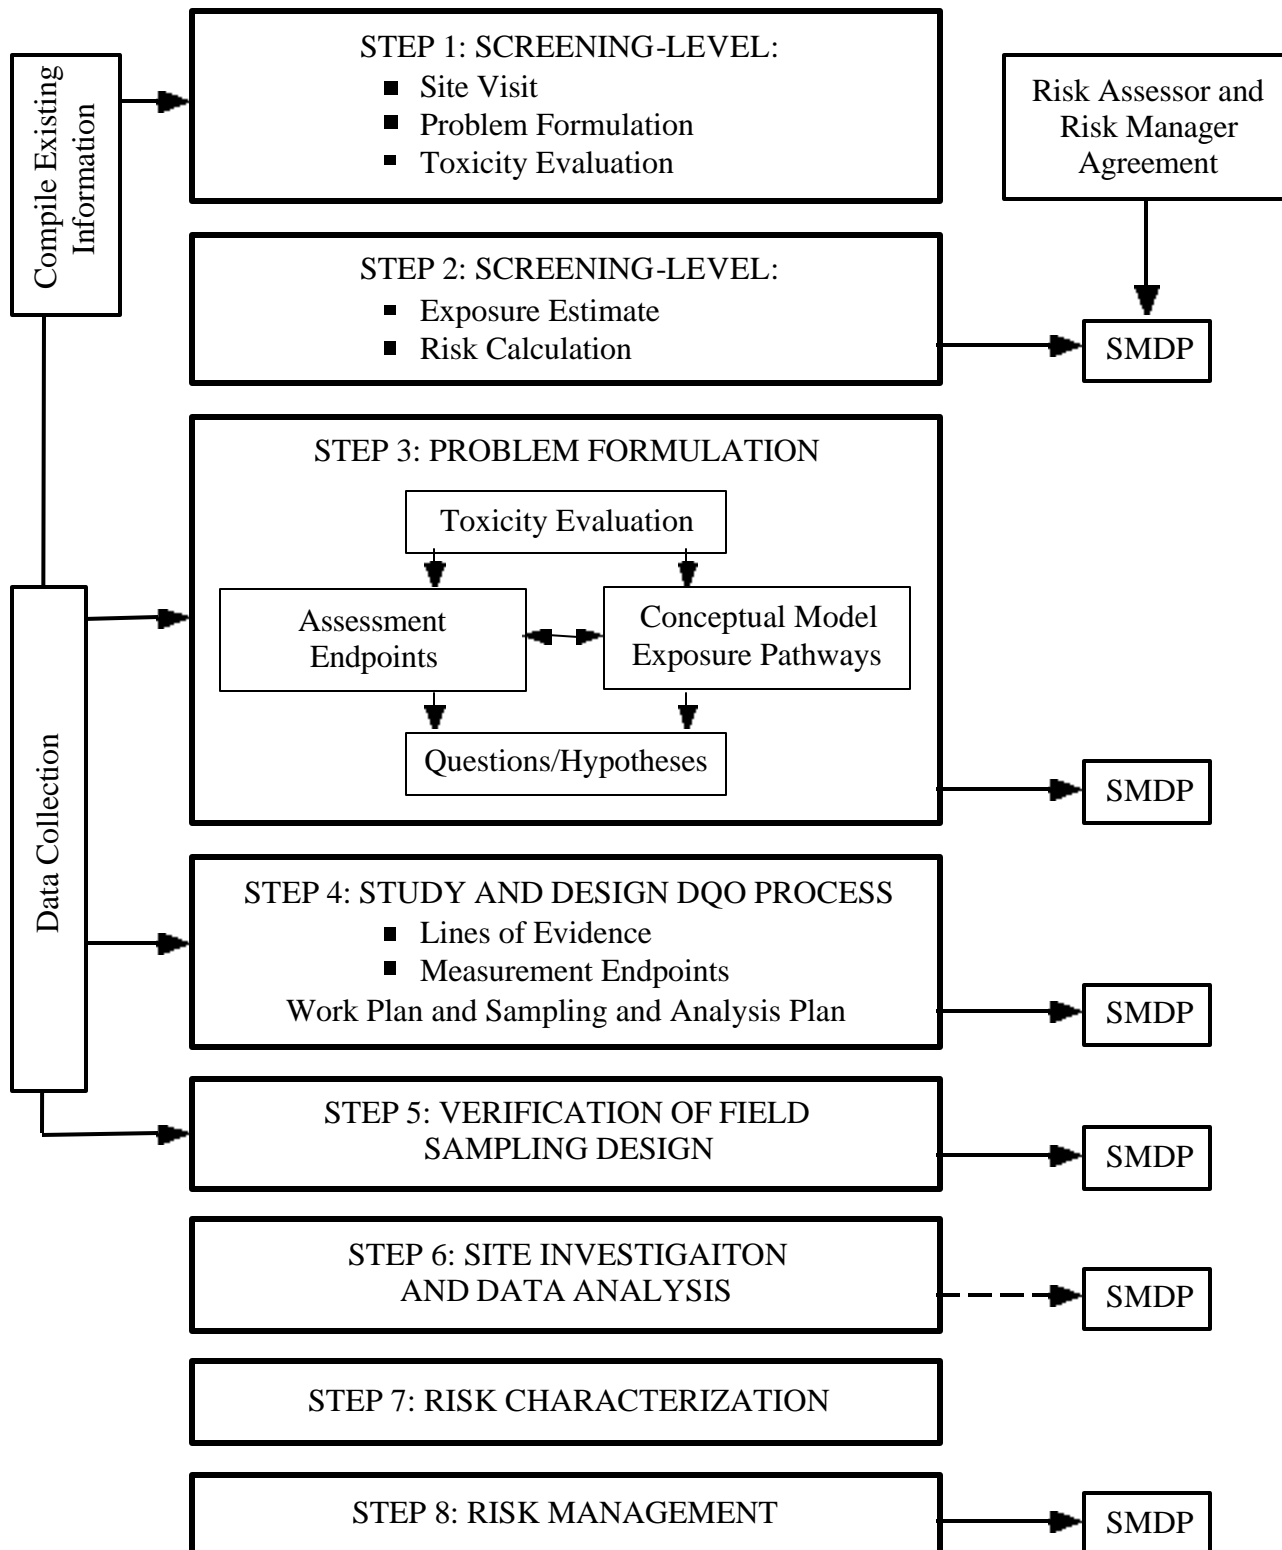 Compile Existing
Information
STEP 1: SCREENING-LEVEL:
■ Site Visit
■ Problem Formulation
■ Toxicity Evaluation
Risk Assessor and
Risk Manager
Agreement
STEP 2: SCREENING-LEVEL:
■ Exposure Estimate
■ Risk Calculation
SMDP
Data Collection
STEP 3: PROBLEM FORMULATION
Toxicity Evaluation
Assessment
Endpoints
Conceptual Model
Exposure Pathways
Questions/Hypotheses
SMDP
STEP 4: STUDY AND DESIGN DQO PROCESS
■ Lines of Evidence
■ Measurement Endpoints
Work Plan and Sampling and Analysis Plan
SMDP
STEP 5: VERIFICATION OF FIELD
SAMPLING DESIGN
SMDP
STEP 6: SITE INVESTIGAITON
AND DATA ANALYSIS
SMDP
STEP 7: RISK CHARACTERIZATION
STEP 8: RISK MANAGEMENT
SMDP